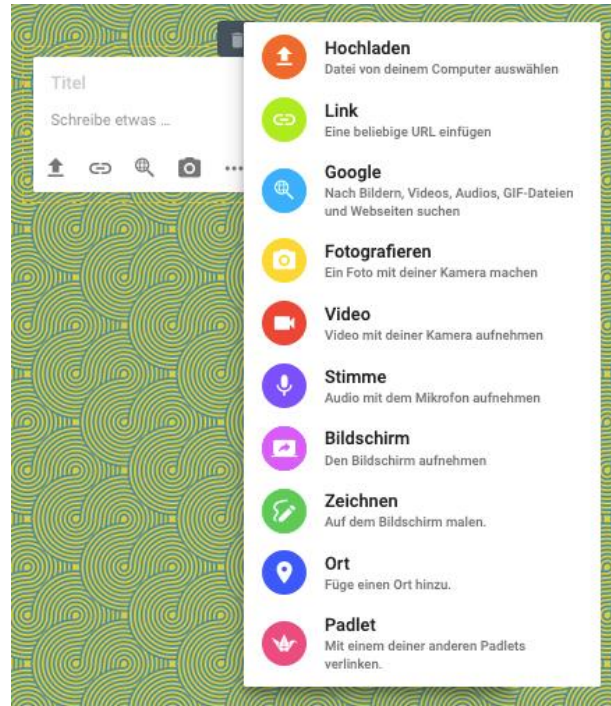 Titel
Schreibe etwas ...
Hochladen
Datei von deinem Computer auswählen
Link
Eine beliebige URL einfügen
Google
Nach Bildern, Videos, Audios, GIF-Dateien
und Webseiten suchen
Fotografieren
Ein Foto mit deiner Kamera machen
Video
Video mit deiner Kamera aufnehmen
Stimme
Audio mit dem Mikrofon aufnehmen
Bildschirm
Den Bildschirm aufnehmen
Zeichnen
Auf dem Bildschirm malen.
Ort
Füge einen Ort hinzu.
Padlet
Mit einem deiner anderen Padlets
verlinken.